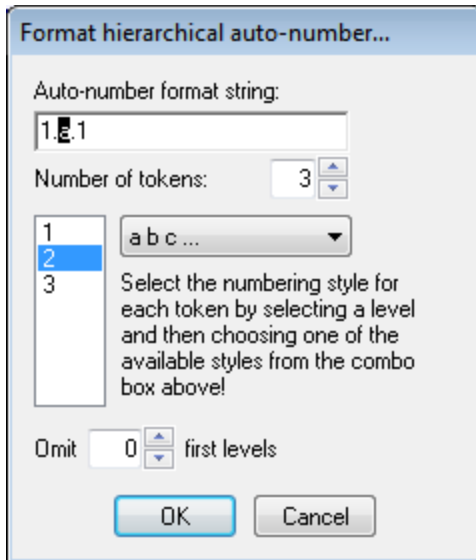 Format hierarchical auto-number...
Auto-number format string:
1.a.1
Number of tokens: 3
1
2
3
a b c ...
Select the numbering style for
each token by selecting a level
and then choosing one of the
available styles from the combo
box above!
Omit 0 first levels
OK Cancel